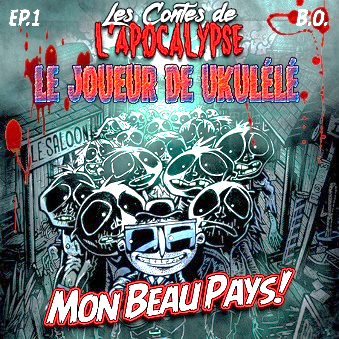 EP.1
B.O.
Les Contes de
L'APOCALYPSE
LE JOUEUR DE UKULÉLÉ
LE SALOON
MON BEAU PAYS!